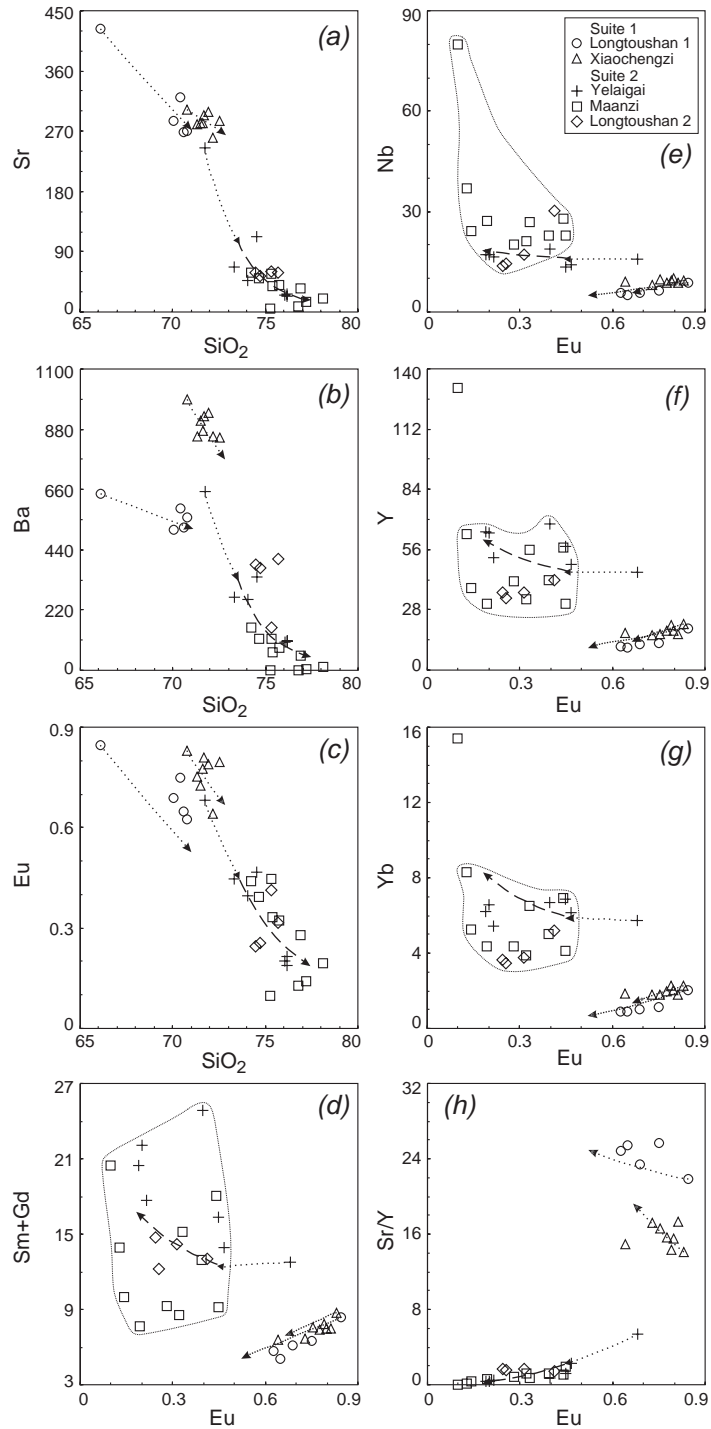 450
360
270
180
90
0
Sr
(a)
65
70
75
80
SiO2
1100
880
660
440
220
0
Ba
(b)
65
70
75
80
SiO2
0.9
0.6
0.3
0
Eu
(c)
65
70
75
80
SiO2
27
21
15
9
3
Sm+Gd
(d)
0
0.3
0.6
0.9
Eu
90
60
30
0
Nb
Suite 1
Longtoushan 1
Xiaochengzi
Suite 2
Yelaigai
Maanzi
Longtoushan 2
(e)
0
0.3
0.6
0.9
Eu
140
112
84
56
28
0
Y
(f)
0
0.3
0.6
0.9
Eu
16
12
8
4
0
Yb
(g)
0
0.3
0.6
0.9
Eu
32
24
16
8
0
Sr/Y
(h)
0
0.3
0.6
0.9
Eu